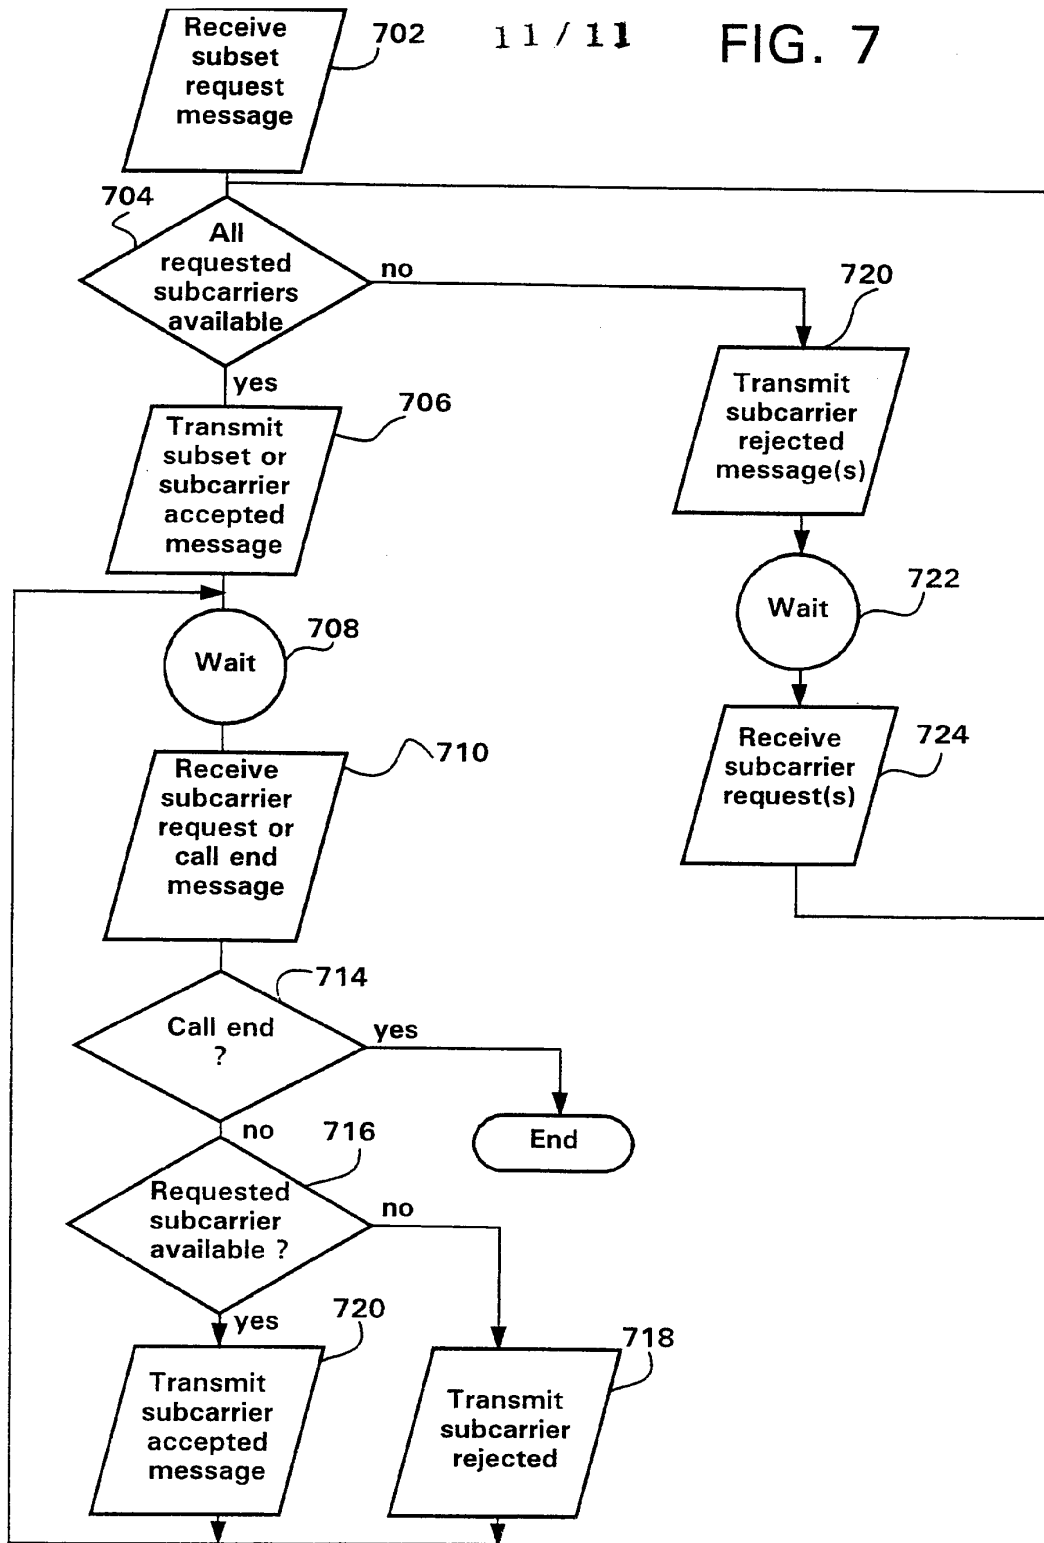 11/11
FIG. 7
Receive
subset
request
message
702
704
All
requested
subcarriers
available
no
yes
720
Transmit
subcarrier
rejected
message(s)
706
Transmit
subset or
subcarrier
accepted
message
722
Wait
708
Wait
724
Receive
subcarrier
request(s)
710
Receive
subcarrier
request or
call end
message
714
Call end
?
yes
End
no
716
Requested
subcarrier
available ?
no
yes
720
Transmit
subcarrier
accepted
message
718
Transmit
subcarrier
rejected